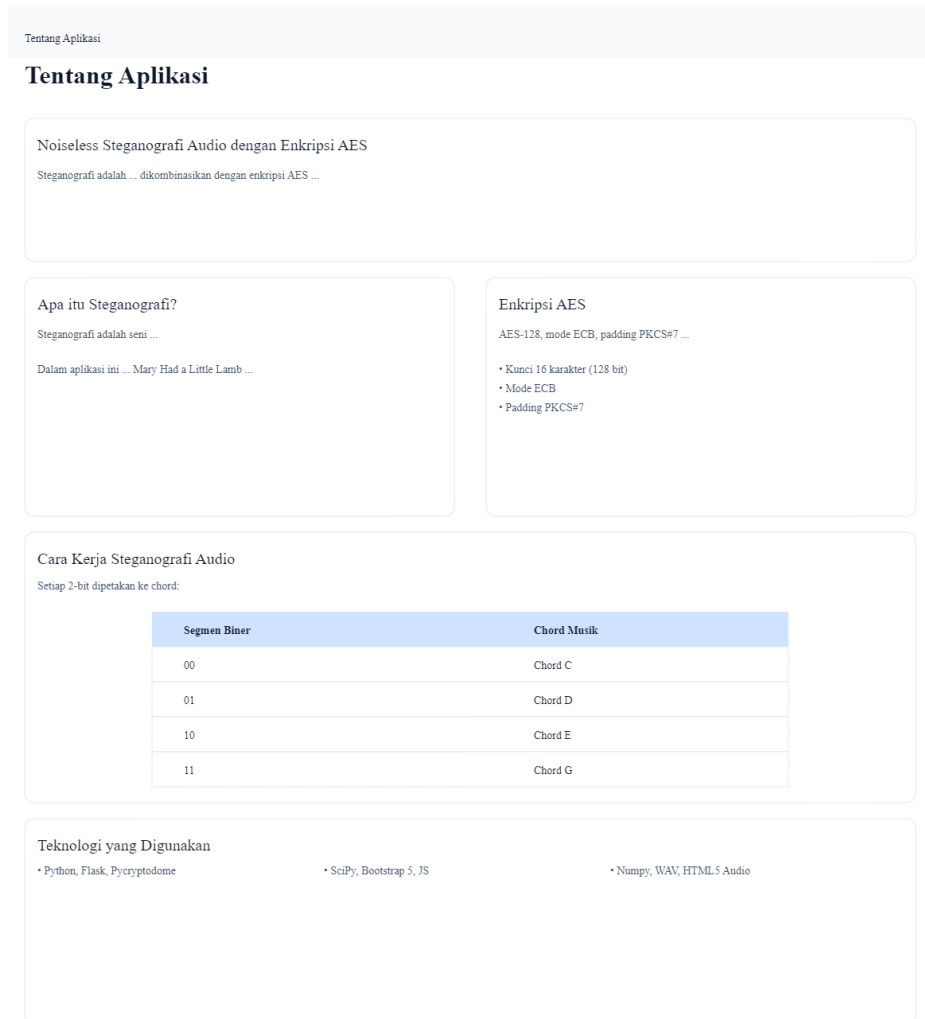 Tentang Aplikasi
Tentang Aplikasi
Noiseless Steganografi Audio dengan Enkripsi AES
Steganografi adalah ... dikombinasikan dengan enkripsi AES ...
Apa itu Steganografi?
Steganografi adalah seni ...
Dalam aplikasi ini ... Mary Had a Little Lamb ...
Enkripsi AES
AES-128, mode ECB, padding PKCS#7 ...
• Kunci 16 karakter (128 bit)
• Mode ECB
• Padding PKCS#7
Cara Kerja Steganografi Audio
Setiap 2-bit dipetakan ke chord:
Segmen Biner Chord Musik
00 Chord C
01 Chord D
10 Chord E
11 Chord G
Teknologi yang Digunakan
• Python, Flask, Pycryptodome • SciPy, Bootstrap 5, JS • Numpy, WAV, HTML5 Audio